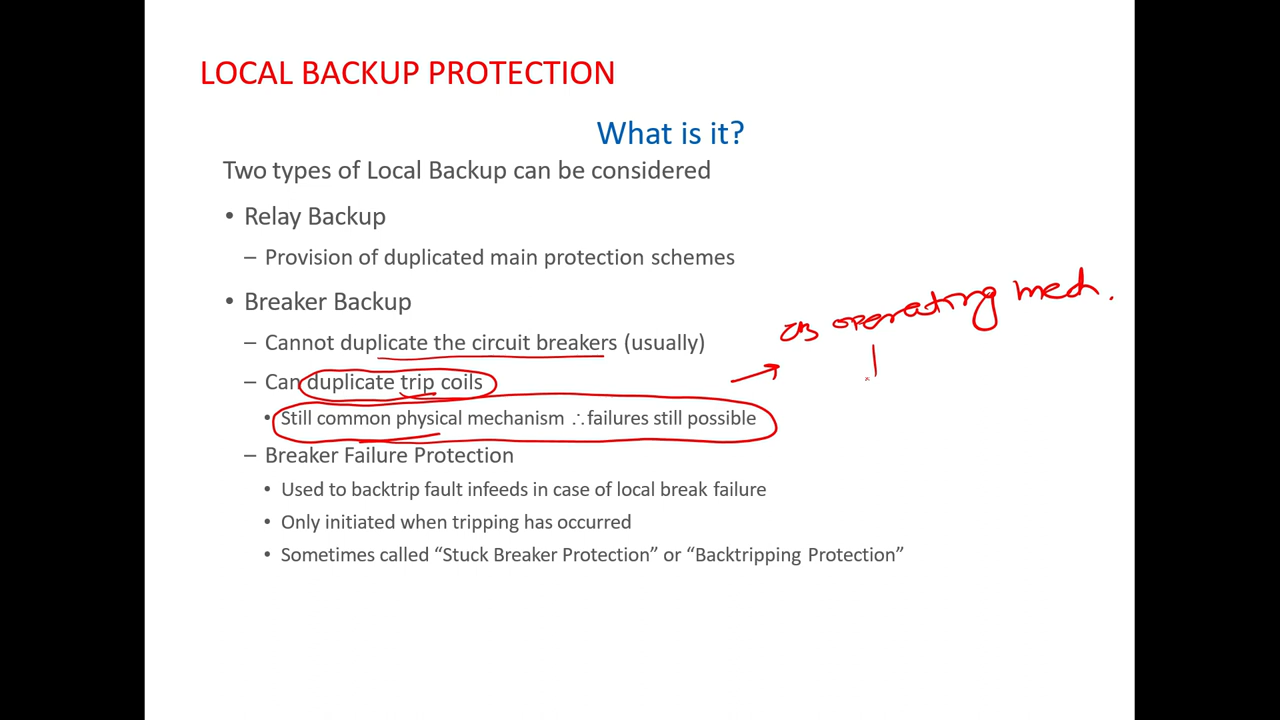 LOCAL BACKUP PROTECTION
What is it?
Two types of Local Backup can be considered
• Relay Backup
– Provision of duplicated main protection schemes
• Breaker Backup
– Cannot duplicate the circuit breakers (usually)
CB operating mech.
– Can duplicate trip coils
• Still common physical mechanism ∴failures still possible
– Breaker Failure Protection
• Used to backtrip fault infeeds in case of local break failure
• Only initiated when tripping has occurred
• Sometimes called “Stuck Breaker Protection” or “Backtripping Protection”